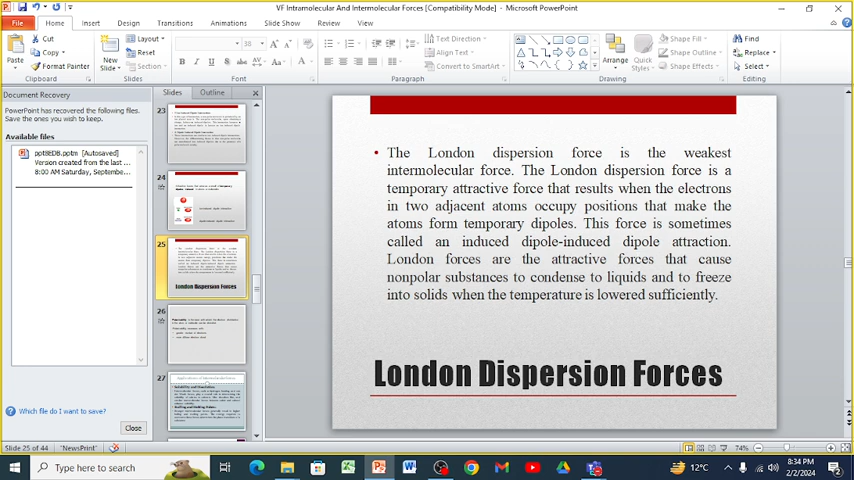 VF Intramolecular And Intermolecular Forces [Compatibility Mode] - Microsoft PowerPoint
File Home Insert Design Transitions Animations Slide Show Review View
Cut
Copy
Format Painter
Paste
Clipboard
New Slide
Layout
Reset
Section
Slides
38
Font
Text Direction
Align Text
Convert to SmartArt
Paragraph
Arrange
Quick Styles
Shape Fill
Shape Outline
Shape Effects
Drawing
Find
Replace
Select
Editing
Document Recovery
PowerPoint has recovered the following files.
Save the ones you wish to keep.
Available files
ppt8EDB.pptm [Autosaved]
Version created from the last ...
8:00 AM Saturday, Septembe...
Which file do I want to save?
Close
Slides Outline
23
24
25
London Dispersion Forces
26
27
• The London dispersion force is the weakest
intermolecular force. The London dispersion force is a
temporary attractive force that results when the electrons
in two adjacent atoms occupy positions that make the
atoms form temporary dipoles. This force is sometimes
called an induced dipole-induced dipole attraction.
London forces are the attractive forces that cause
nonpolar substances to condense to liquids and to freeze
into solids when the temperature is lowered sufficiently.
London Dispersion Forces
Slide 25 of 44 "NewsPrint" 74%
Type here to search
12°C
8:34 PM
2/2/2024